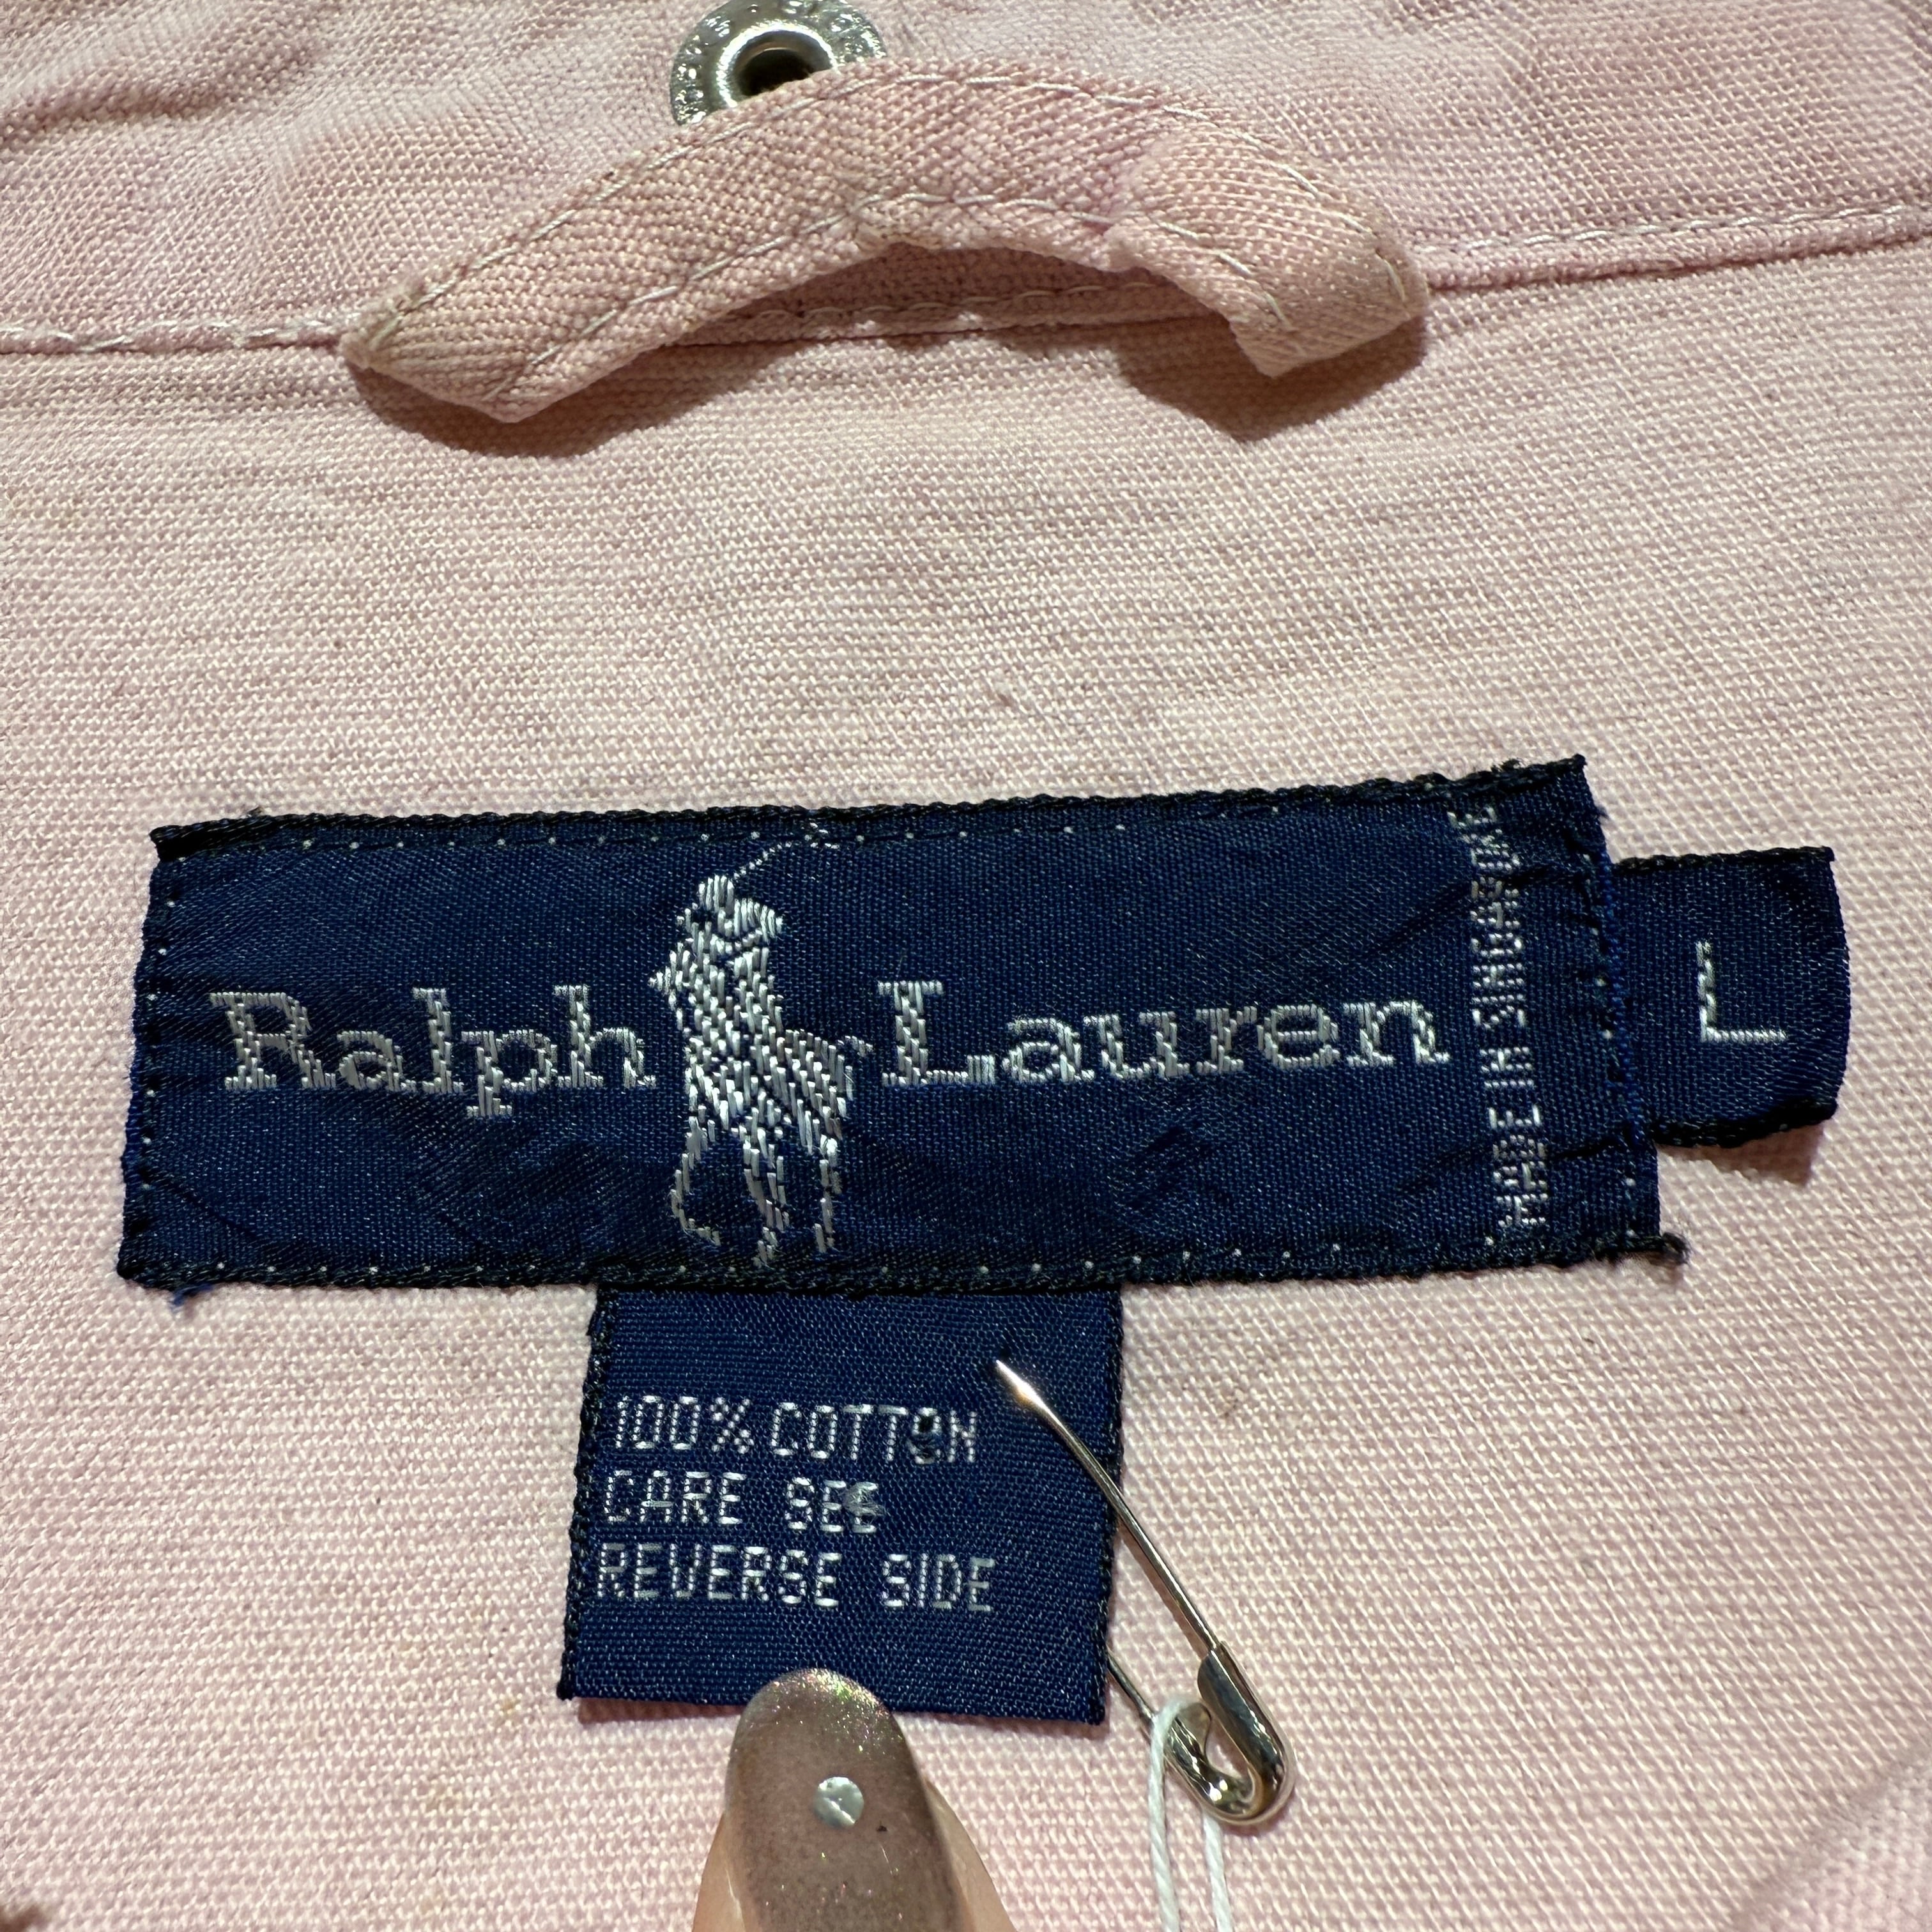 Ralph Lauren
MADE IN SINGAPORE
L
100% COTTON
CARE SEE
REVERSE SIDE